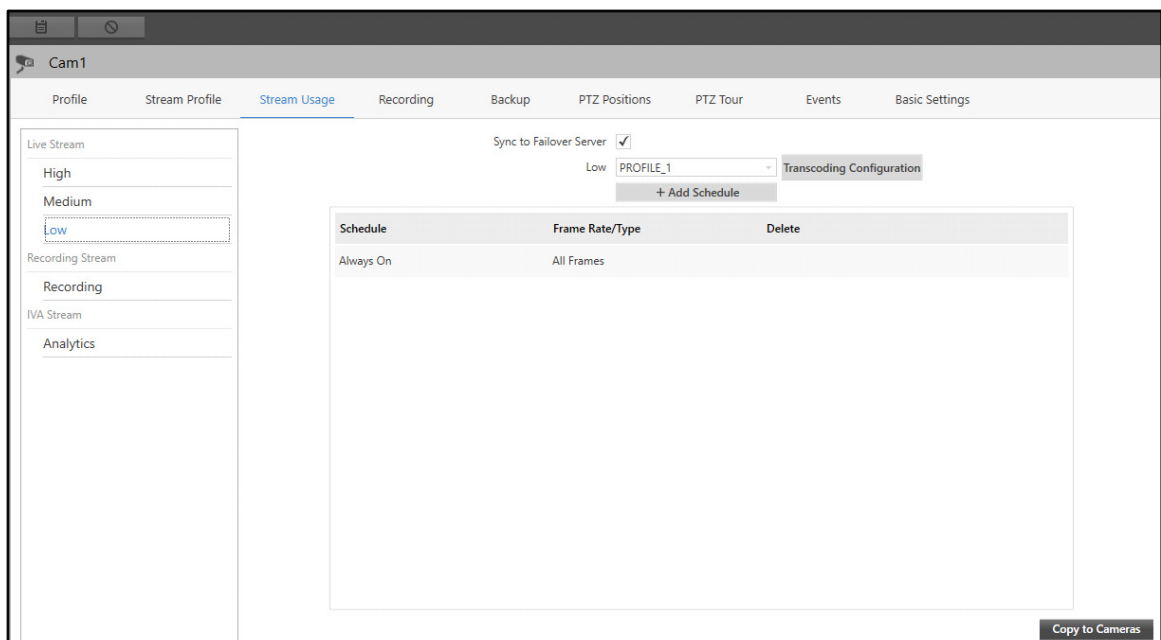 Cam1
Profile Stream Profile Stream Usage Recording Backup PTZ Positions PTZ Tour Events Basic Settings
Live Stream
High
Medium
Low
Recording Stream
Recording
IVA Stream
Analytics
Sync to Failover Server
Low PROFILE_1 Transcoding Configuration
+ Add Schedule
Schedule Frame Rate/Type Delete
Always On All Frames
Copy to Cameras